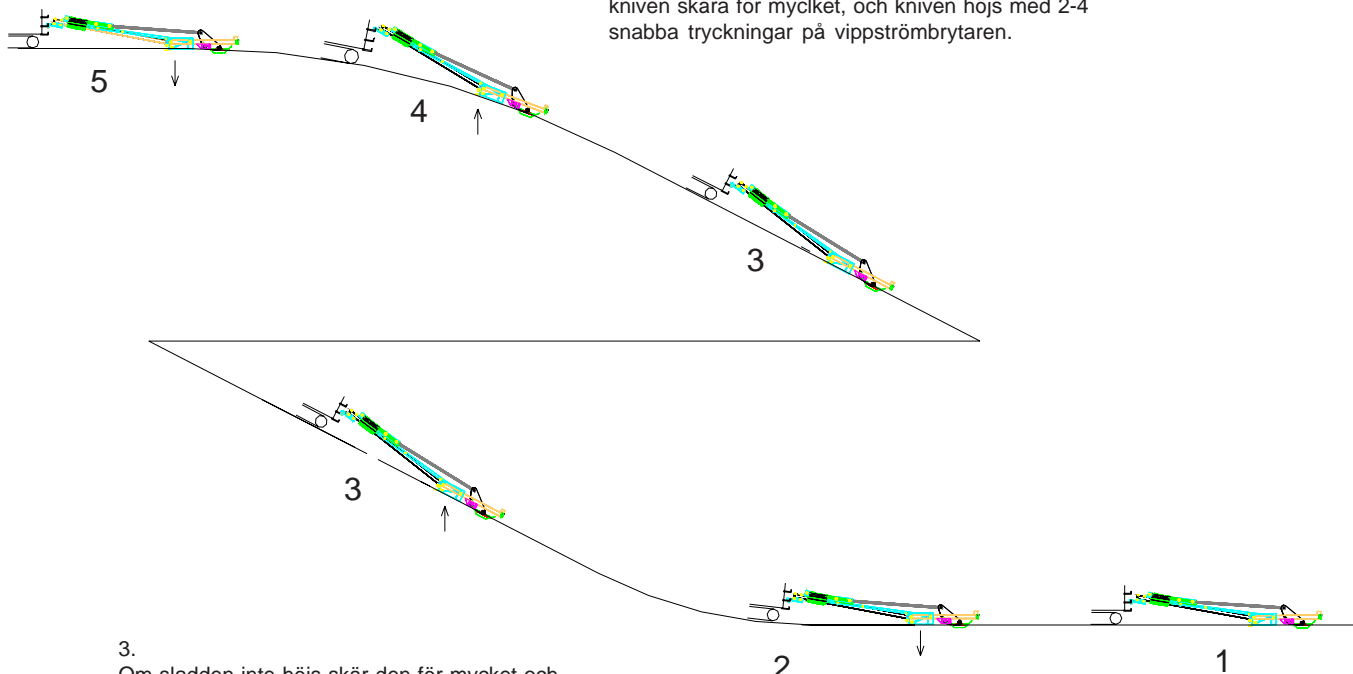 kniven skära för myclket, och kniven höjs med 2-4
snabba tryckningar på vippströmbrytaren.
5
4
3
3
2
1
3.
Om sladden inte höjs skär den för mycket och